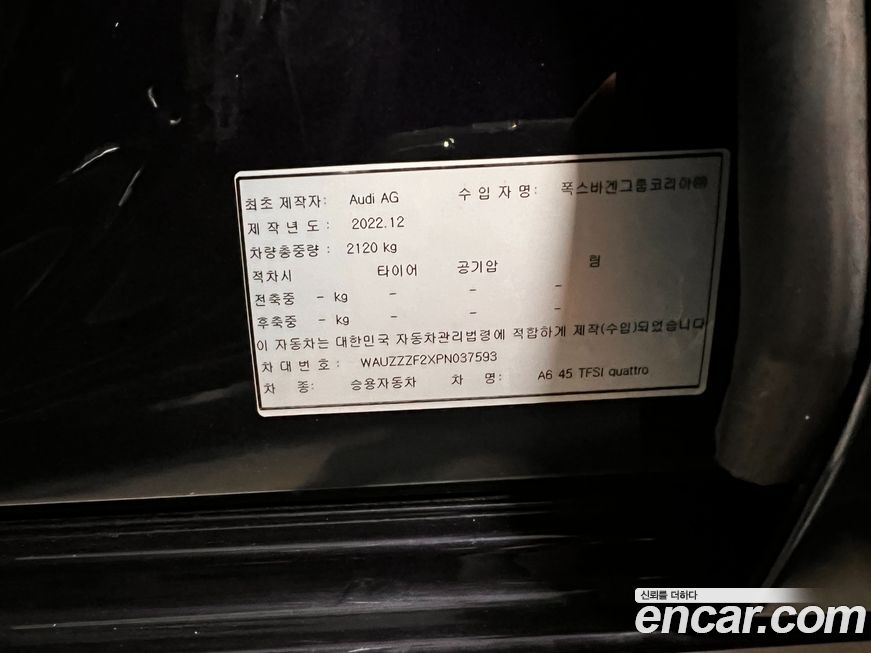 최초 제작자: Audi AG 수 입 자 명: 폭스바겐그룹코리아㈜
제 작 년 도 : 2022.12
차량총중량 : 2120 kg
적차시 타이어 공기압 림
전축중 - kg - - -
후축중 - kg - - -
이 자동차는 대한민국 자동차관리법령에 적합하게 제작(수입)되었습니다
차 대 번 호 : WAUZZZF2XPN037593
차 종: 승용자동차 차 명: A6 45 TFSI quattro
신뢰를 더하다
encar.com